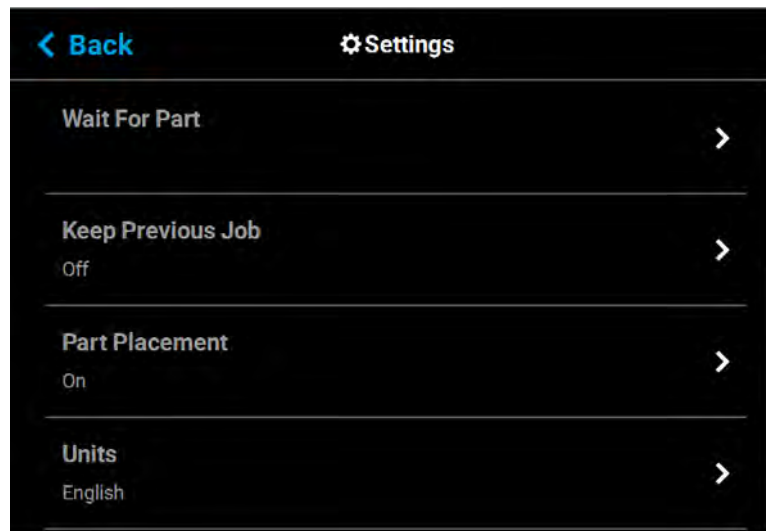 Back
Settings
Wait For Part
Keep Previous Job
Off
Part Placement
On
Units
English